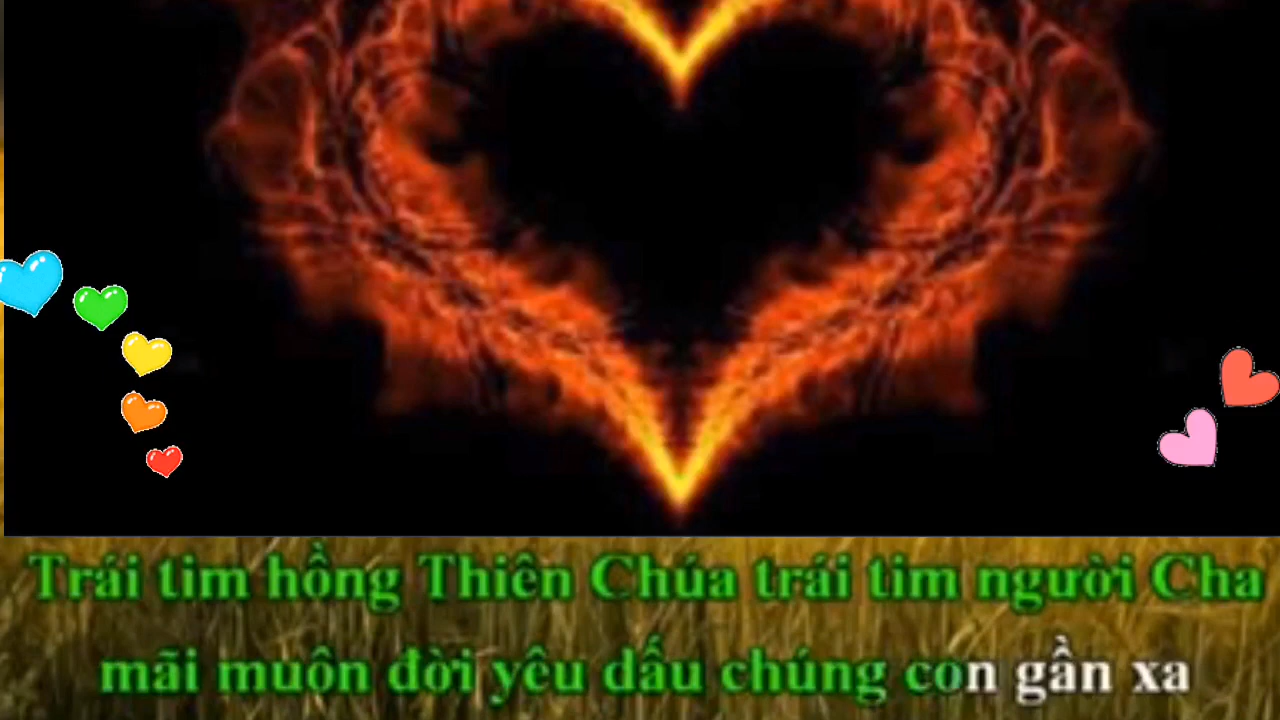 Trái tim hồng Thiên Chúa trái tim người Cha
mãi muôn đời yêu dấu chúng con gần xa